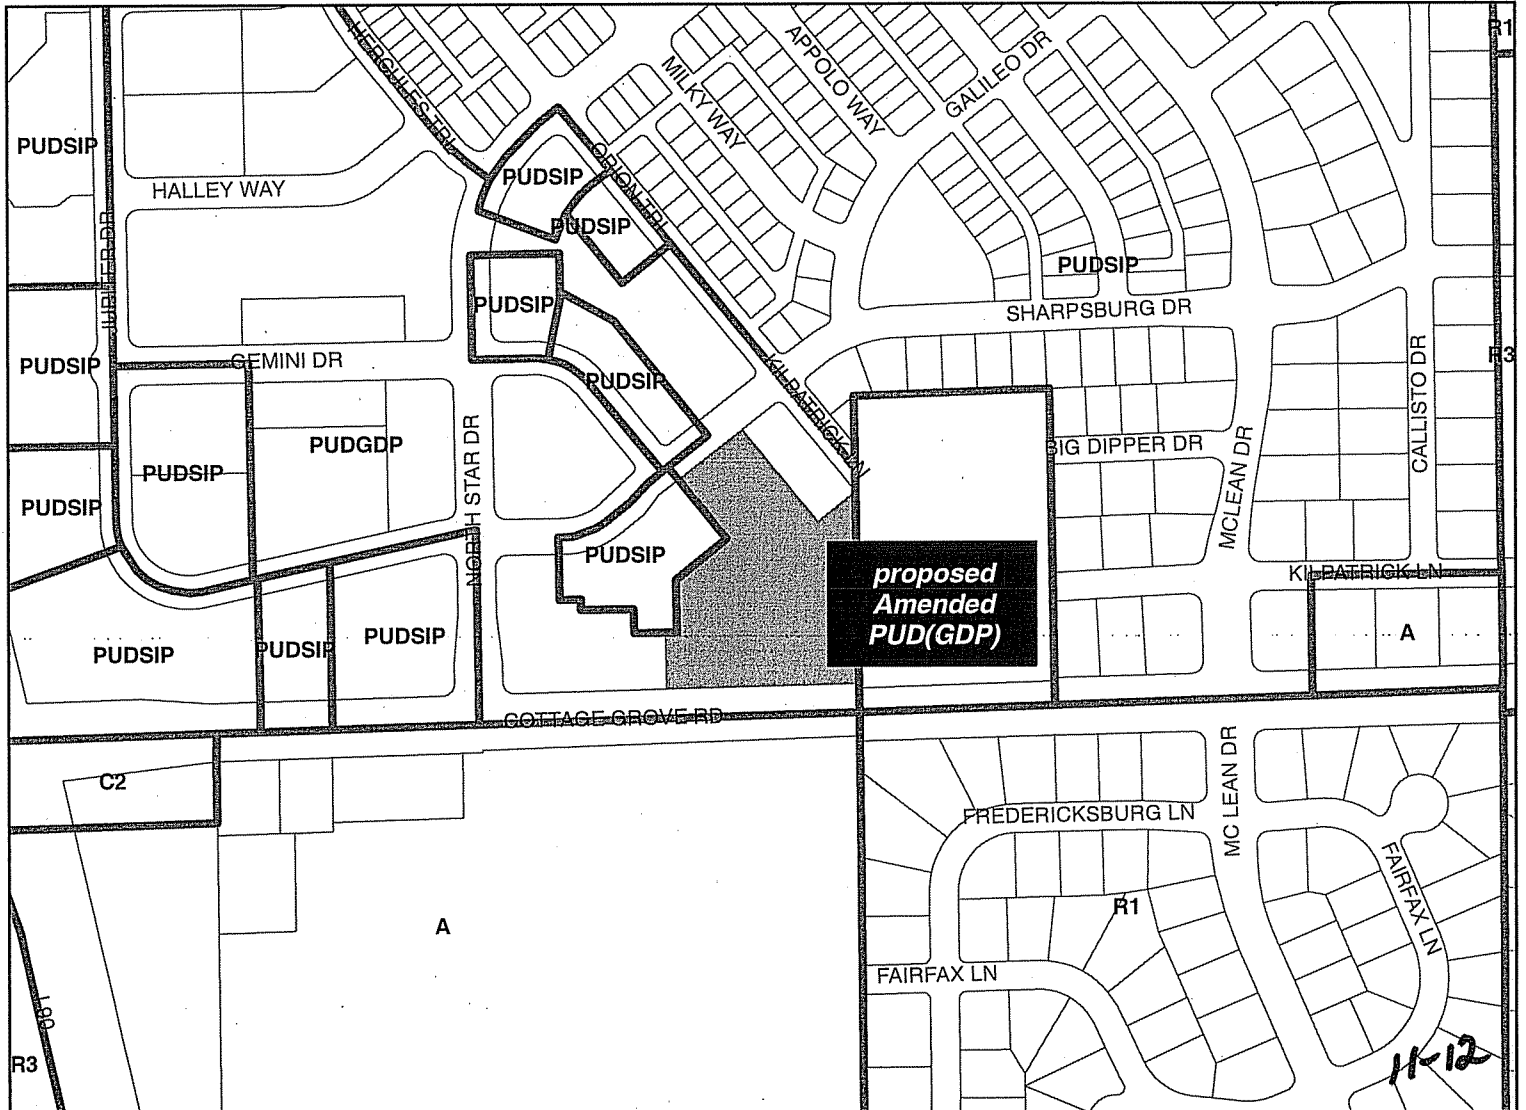 R1
HERCULES TRL
MILKY WAY
APPOLO WAY
GALILEO DR
PUDSIP
HALLEY WAY
PUDSIP
ORION TRL
PUDSIP
JUPITER DR
PUDSIP
PUDSIP
SHARPSBURG DR
R3
PUDSIP
GEMINI DR
PUDSIP
KILPATRICK LN
CALLISTO DR
PUDGDP
PUDSIP
NORTH STAR DR
BIG DIPPER DR
MCLEAN DR
PUDSIP
PUDSIP
proposed
Amended
PUD(GDP)
KILPATRICK LN
PUDSIP
PUDSIP
PUDSIP
A
COTTAGE GROVE RD
C2
MC LEAN DR
FREDERICKSBURG LN
FAIRFAX LN
R1
A
FAIRFAX LN
R3
11-12